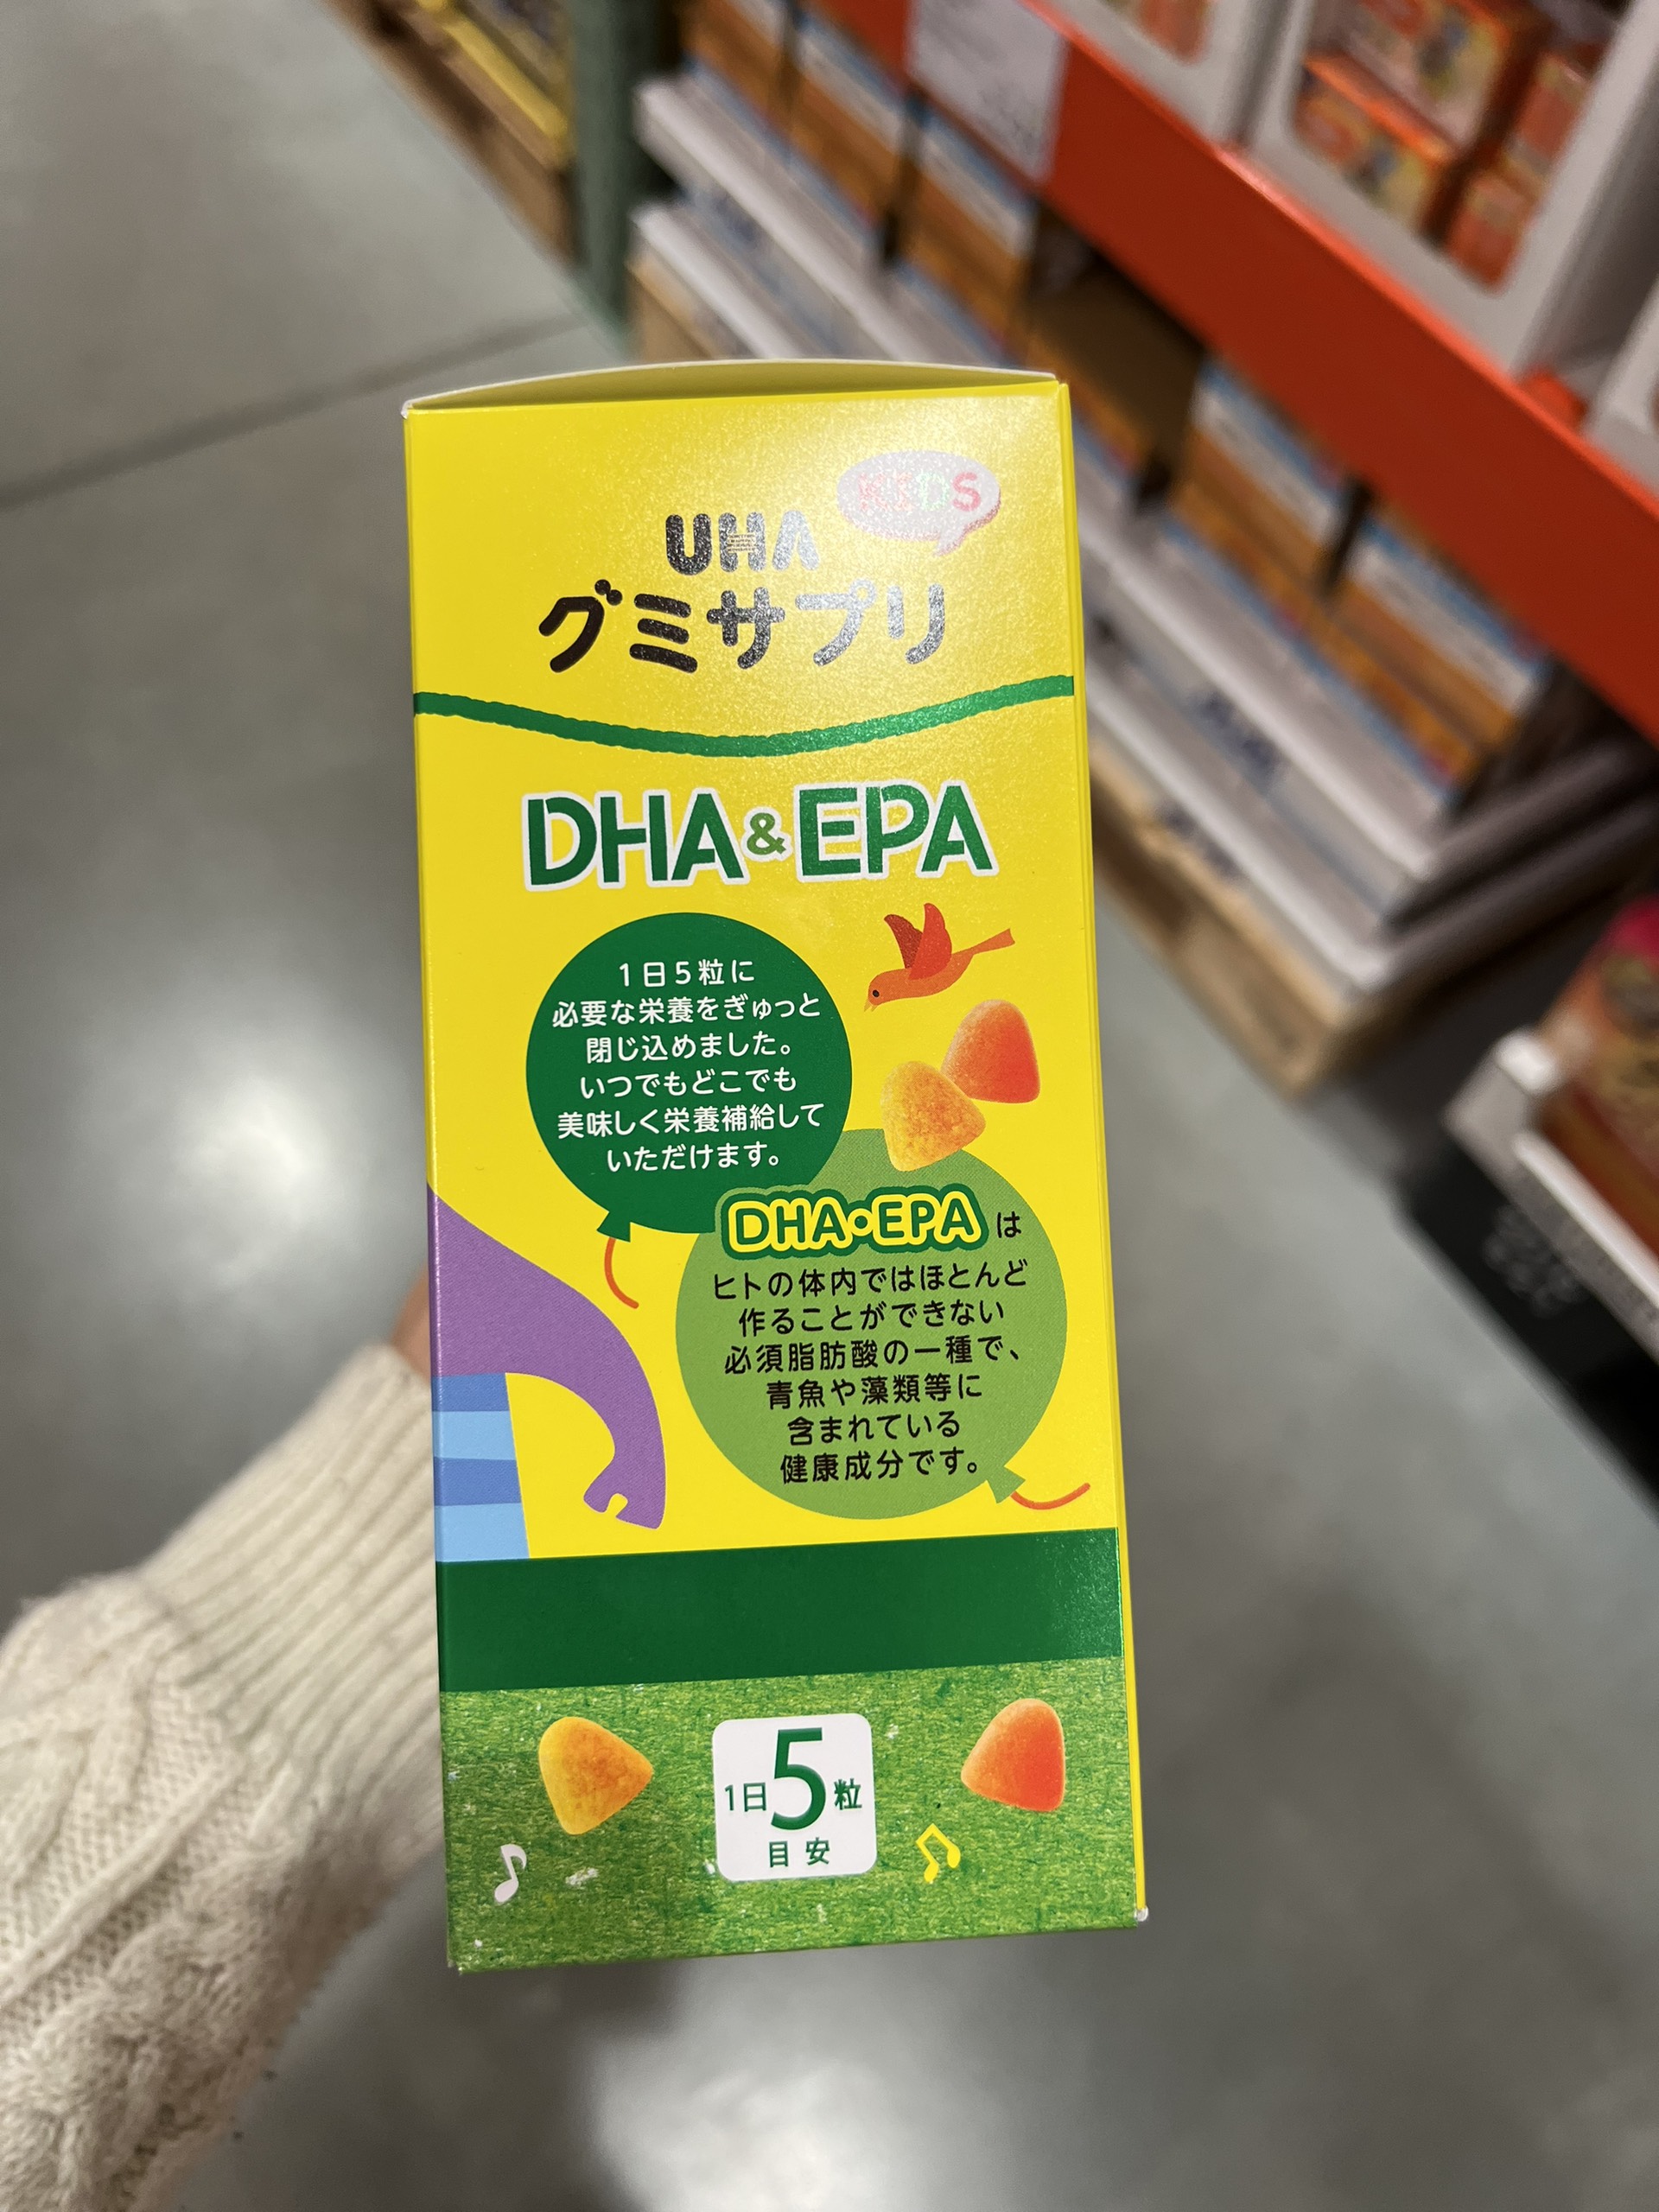 KIDS
UHA
グミサプリ
DHA&EPA
1日5粒に
必要な栄養をぎゅっと
閉じ込めました。
いつでもどこでも
美味しく栄養補給して
いただけます。
DHA•EPAは
ヒトの体内ではほとんど
作ることができない
必須脂肪酸の一種で、
青魚や藻類等に
含まれている
健康成分です。
1日5粒
目安